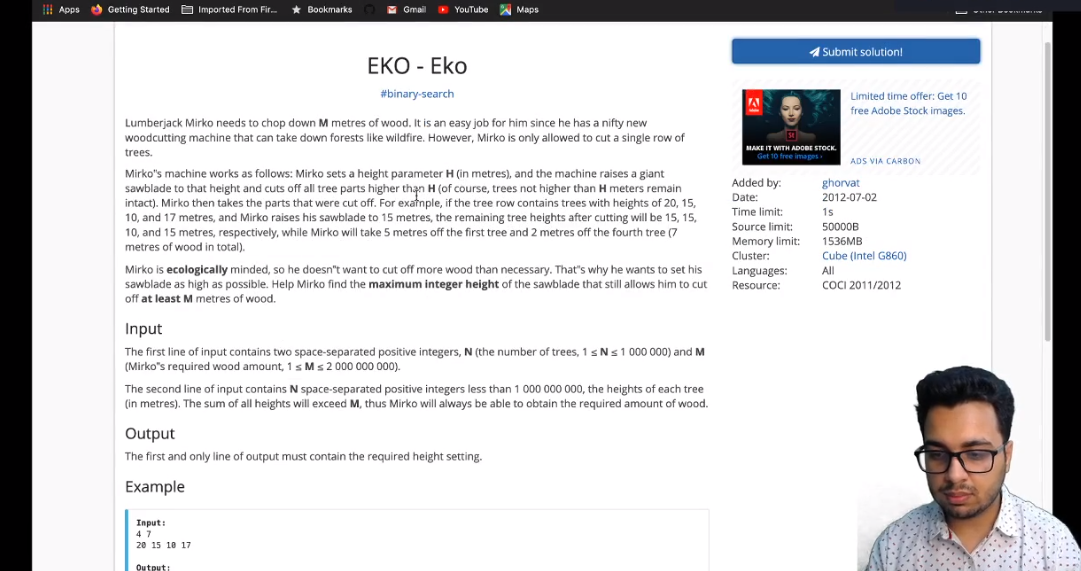 Apps Getting Started Imported From Fir... Bookmarks Gmail YouTube Maps
EKO - Eko
#binary-search
Lumberjack Mirko needs to chop down M metres of wood. It is an easy job for him since he has a nifty new
woodcutting machine that can take down forests like wildfire. However, Mirko is only allowed to cut a single row of
trees.
Mirko"s machine works as follows: Mirko sets a height parameter H (in metres), and the machine raises a giant
sawblade to that height and cuts off all tree parts higher than H (of course, trees not higher than H meters remain
intact). Mirko then takes the parts that were cut off. For example, if the tree row contains trees with heights of 20, 15,
10, and 17 metres, and Mirko raises his sawblade to 15 metres, the remaining tree heights after cutting will be 15, 15,
10, and 15 metres, respectively, while Mirko will take 5 metres off the first tree and 2 metres off the fourth tree (7
metres of wood in total).
Mirko is ecologically minded, so he doesn"t want to cut off more wood than necessary. That"s why he wants to set his
sawblade as high as possible. Help Mirko find the maximum integer height of the sawblade that still allows him to cut
off at least M metres of wood.
Input
The first line of input contains two space-separated positive integers, N (the number of trees, 1 ≤ N ≤ 1 000 000) and M
(Mirko"s required wood amount, 1 ≤ M ≤ 2 000 000 000).
The second line of input contains N space-separated positive integers less than 1 000 000 000, the heights of each tree
(in metres). The sum of all heights will exceed M, thus Mirko will always be able to obtain the required amount of wood.
Output
The first and only line of output must contain the required height setting.
Example
Input:
4 7
20 15 10 17
Output:
Submit solution!
MAKE IT WITH ADOBE STOCK.
Get 10 free images ›
Limited time offer: Get 10
free Adobe Stock images.
ADS VIA CARBON
Added by: ghorvat
Date: 2012-07-02
Time limit: 1s
Source limit: 50000B
Memory limit: 1536MB
Cluster: Cube (Intel G860)
Languages: All
Resource: COCI 2011/2012